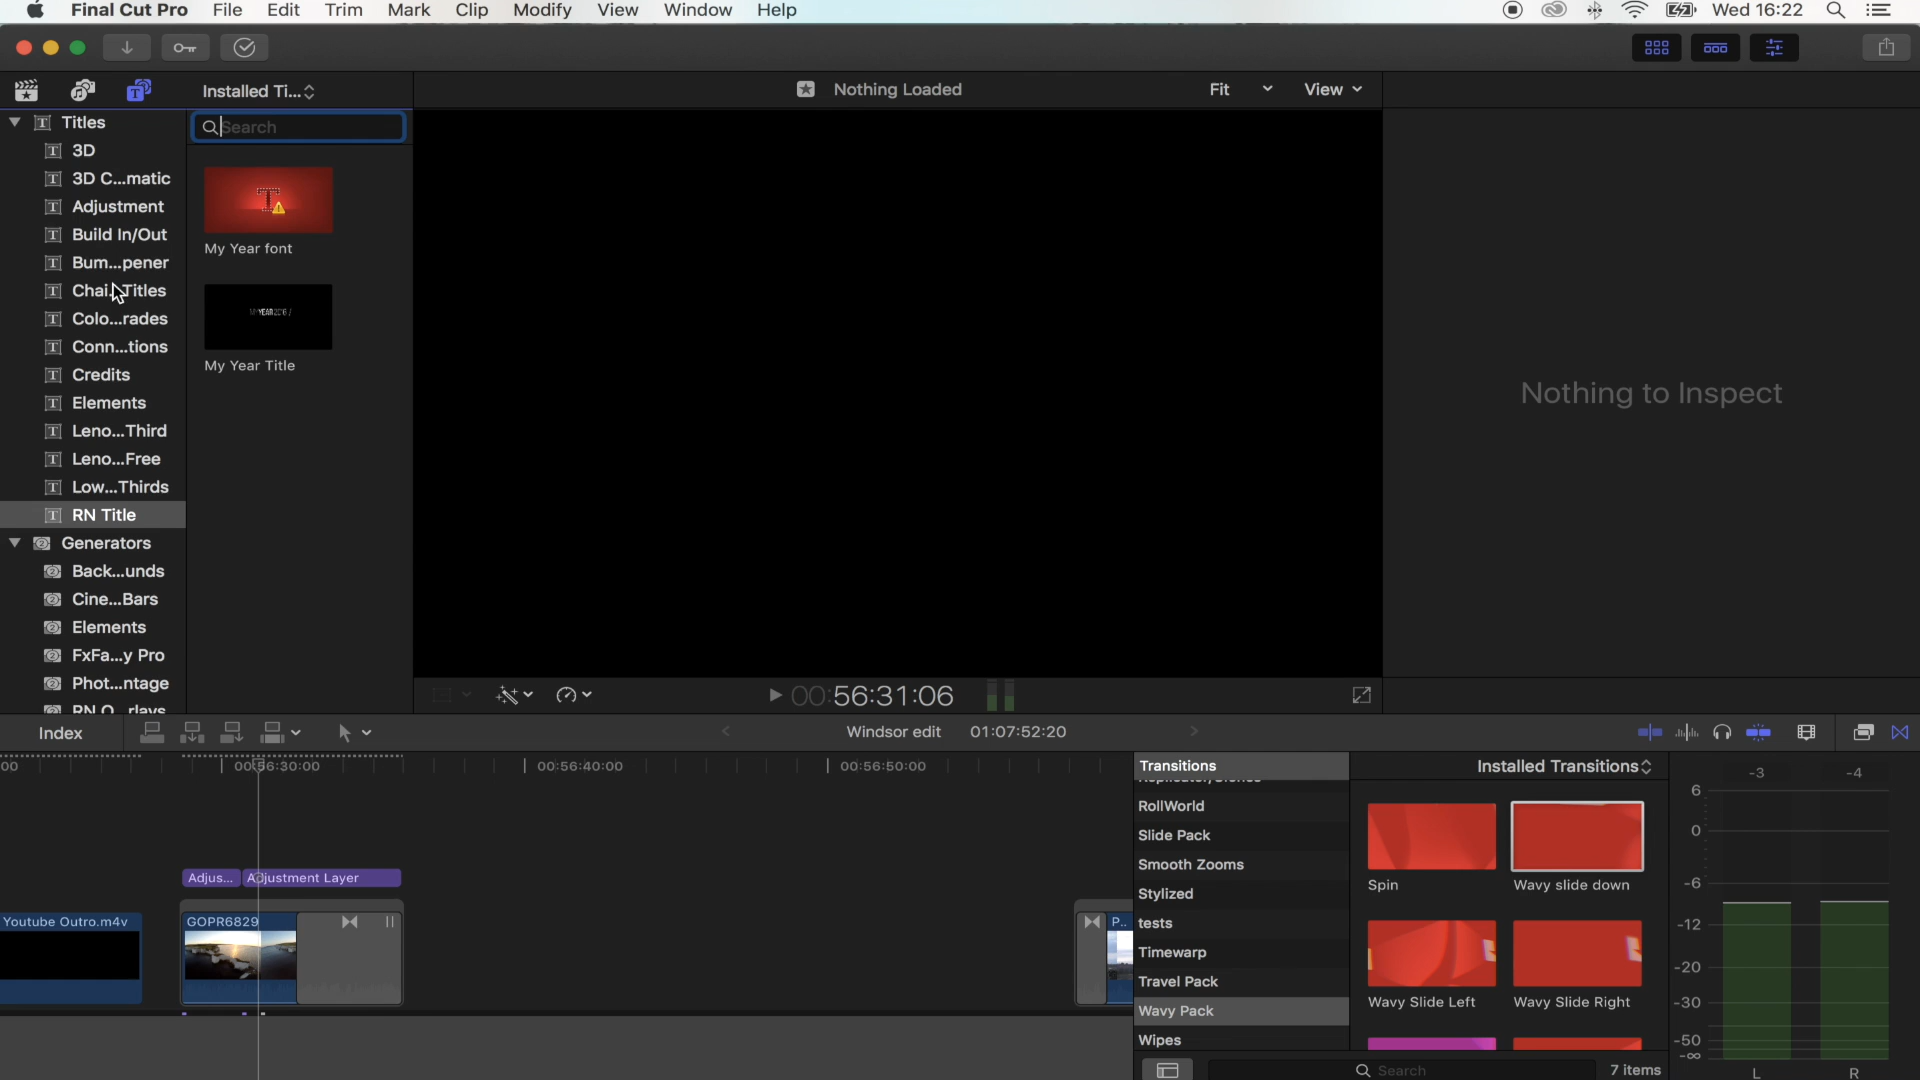 Final Cut Pro File Edit Trim Mark Clip Modify View Window Help Wed 16:22
Installed Ti... Nothing Loaded Fit View
Titles
Search
3D
3D C...matic
Adjustment
Build In/Out
Bum...pener
Chai...Titles
Colo...rades
Conn...tions
Credits
Elements
Leno...Third
Leno...Free
Low...Thirds
RN Title
Generators
Back...unds
Cine...Bars
Elements
FxFa...y Pro
Phot...ntage
RN O...rlays
My Year font
My Year Title
Nothing to Inspect
00:56:31:06
Index Windsor edit 01:07:52:20
00 00:56:30:00 00:56:40:00 00:56:50:00
Adjus... Adjustment Layer
Youtube Outro.m4v GOPR6829 P..
Transitions
RollWorld
Slide Pack
Smooth Zooms
Stylized
tests
Timewarp
Travel Pack
Wavy Pack
Wipes
Installed Transitions
Spin Wavy slide down
Wavy Slide Left Wavy Slide Right
Search 7 items
-3 -4
6
0
-6
-12
-20
-30
-50
-∞
L R